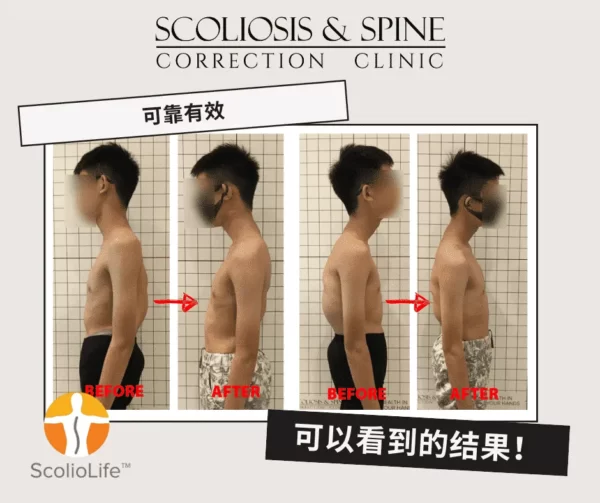 SCOLIOSIS & SPINE
CORRECTION CLINIC
可靠有效
BEFORE
AFTER
BEFORE
AFTER
ScolioLife™
可以看到的结果!